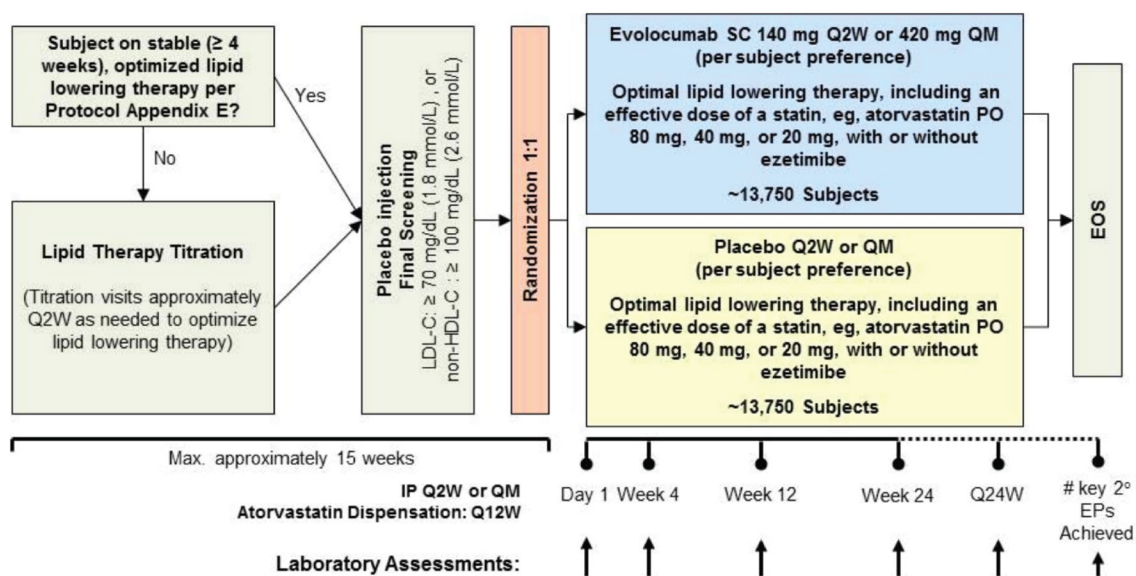 Subject on stable (≥ 4
weeks), optimized lipid
lowering therapy per
Protocol Appendix E?
Yes
No
Lipid Therapy Titration
(Titration visits approximately
Q2W as needed to optimize
lipid lowering therapy)
Placebo injection
Final Screening
LDL-C: ≥ 70 mg/dL (1.8 mmol/L) , or
non-HDL-C : ≥ 100 mg/dL (2.6 mmol/L)
Randomization 1:1
Evolocumab SC 140 mg Q2W or 420 mg QM
(per subject preference)
Optimal lipid lowering therapy, including an
effective dose of a statin, eg, atorvastatin PO
80 mg, 40 mg, or 20 mg, with or without
ezetimibe
~13,750 Subjects
Placebo Q2W or QM
(per subject preference)
Optimal lipid lowering therapy, including an
effective dose of a statin, eg, atorvastatin PO
80 mg, 40 mg, or 20 mg, with or without
ezetimibe
~13,750 Subjects
EOS
Max. approximately 15 weeks
IP Q2W or QM
Atorvastatin Dispensation: Q12W
Day 1
Week 4
Week 12
Week 24
Q24W
# key 2º
EPs
Achieved
Laboratory Assessments: